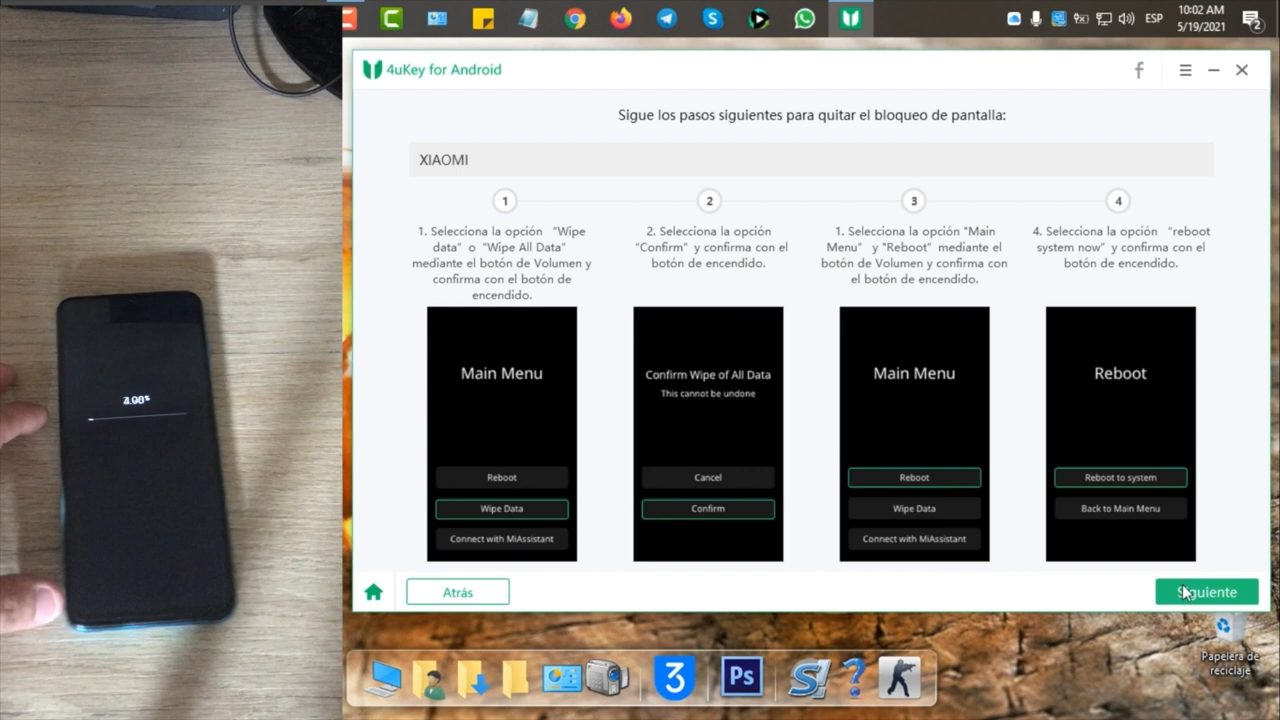 10:02 AM
ESP
5/19/2021
2
4uKey for Android
Sigue los pasos siguientes para quitar el bloqueo de pantalla:
XIAOMI
1
2
3
4
1. Selecciona la opción “Wipe
data” o “Wipe All Data”
mediante el botón de Volumen y
confirma con el botón de
encendido.
2. Selecciona la opción
“Confirm” y confirma con el
botón de encendido.
1. Selecciona la opción "Main
Menu” y "Reboot” mediante el
botón de Volumen y confirma con
el botón de encendido.
4. Selecciona la opción “reboot
system now” y confirma con el
botón de encendido.
Main Menu
Reboot
Wipe Data
Connect with MiAssistant
Confirm Wipe of All Data
This cannot be undone
Cancel
Confirm
Main Menu
Reboot
Wipe Data
Connect with MiAssistant
Reboot
Reboot to system
Back to Main Menu
Atrás
Siguiente
Papelera de
reciclaje
3
Ps
S!
?